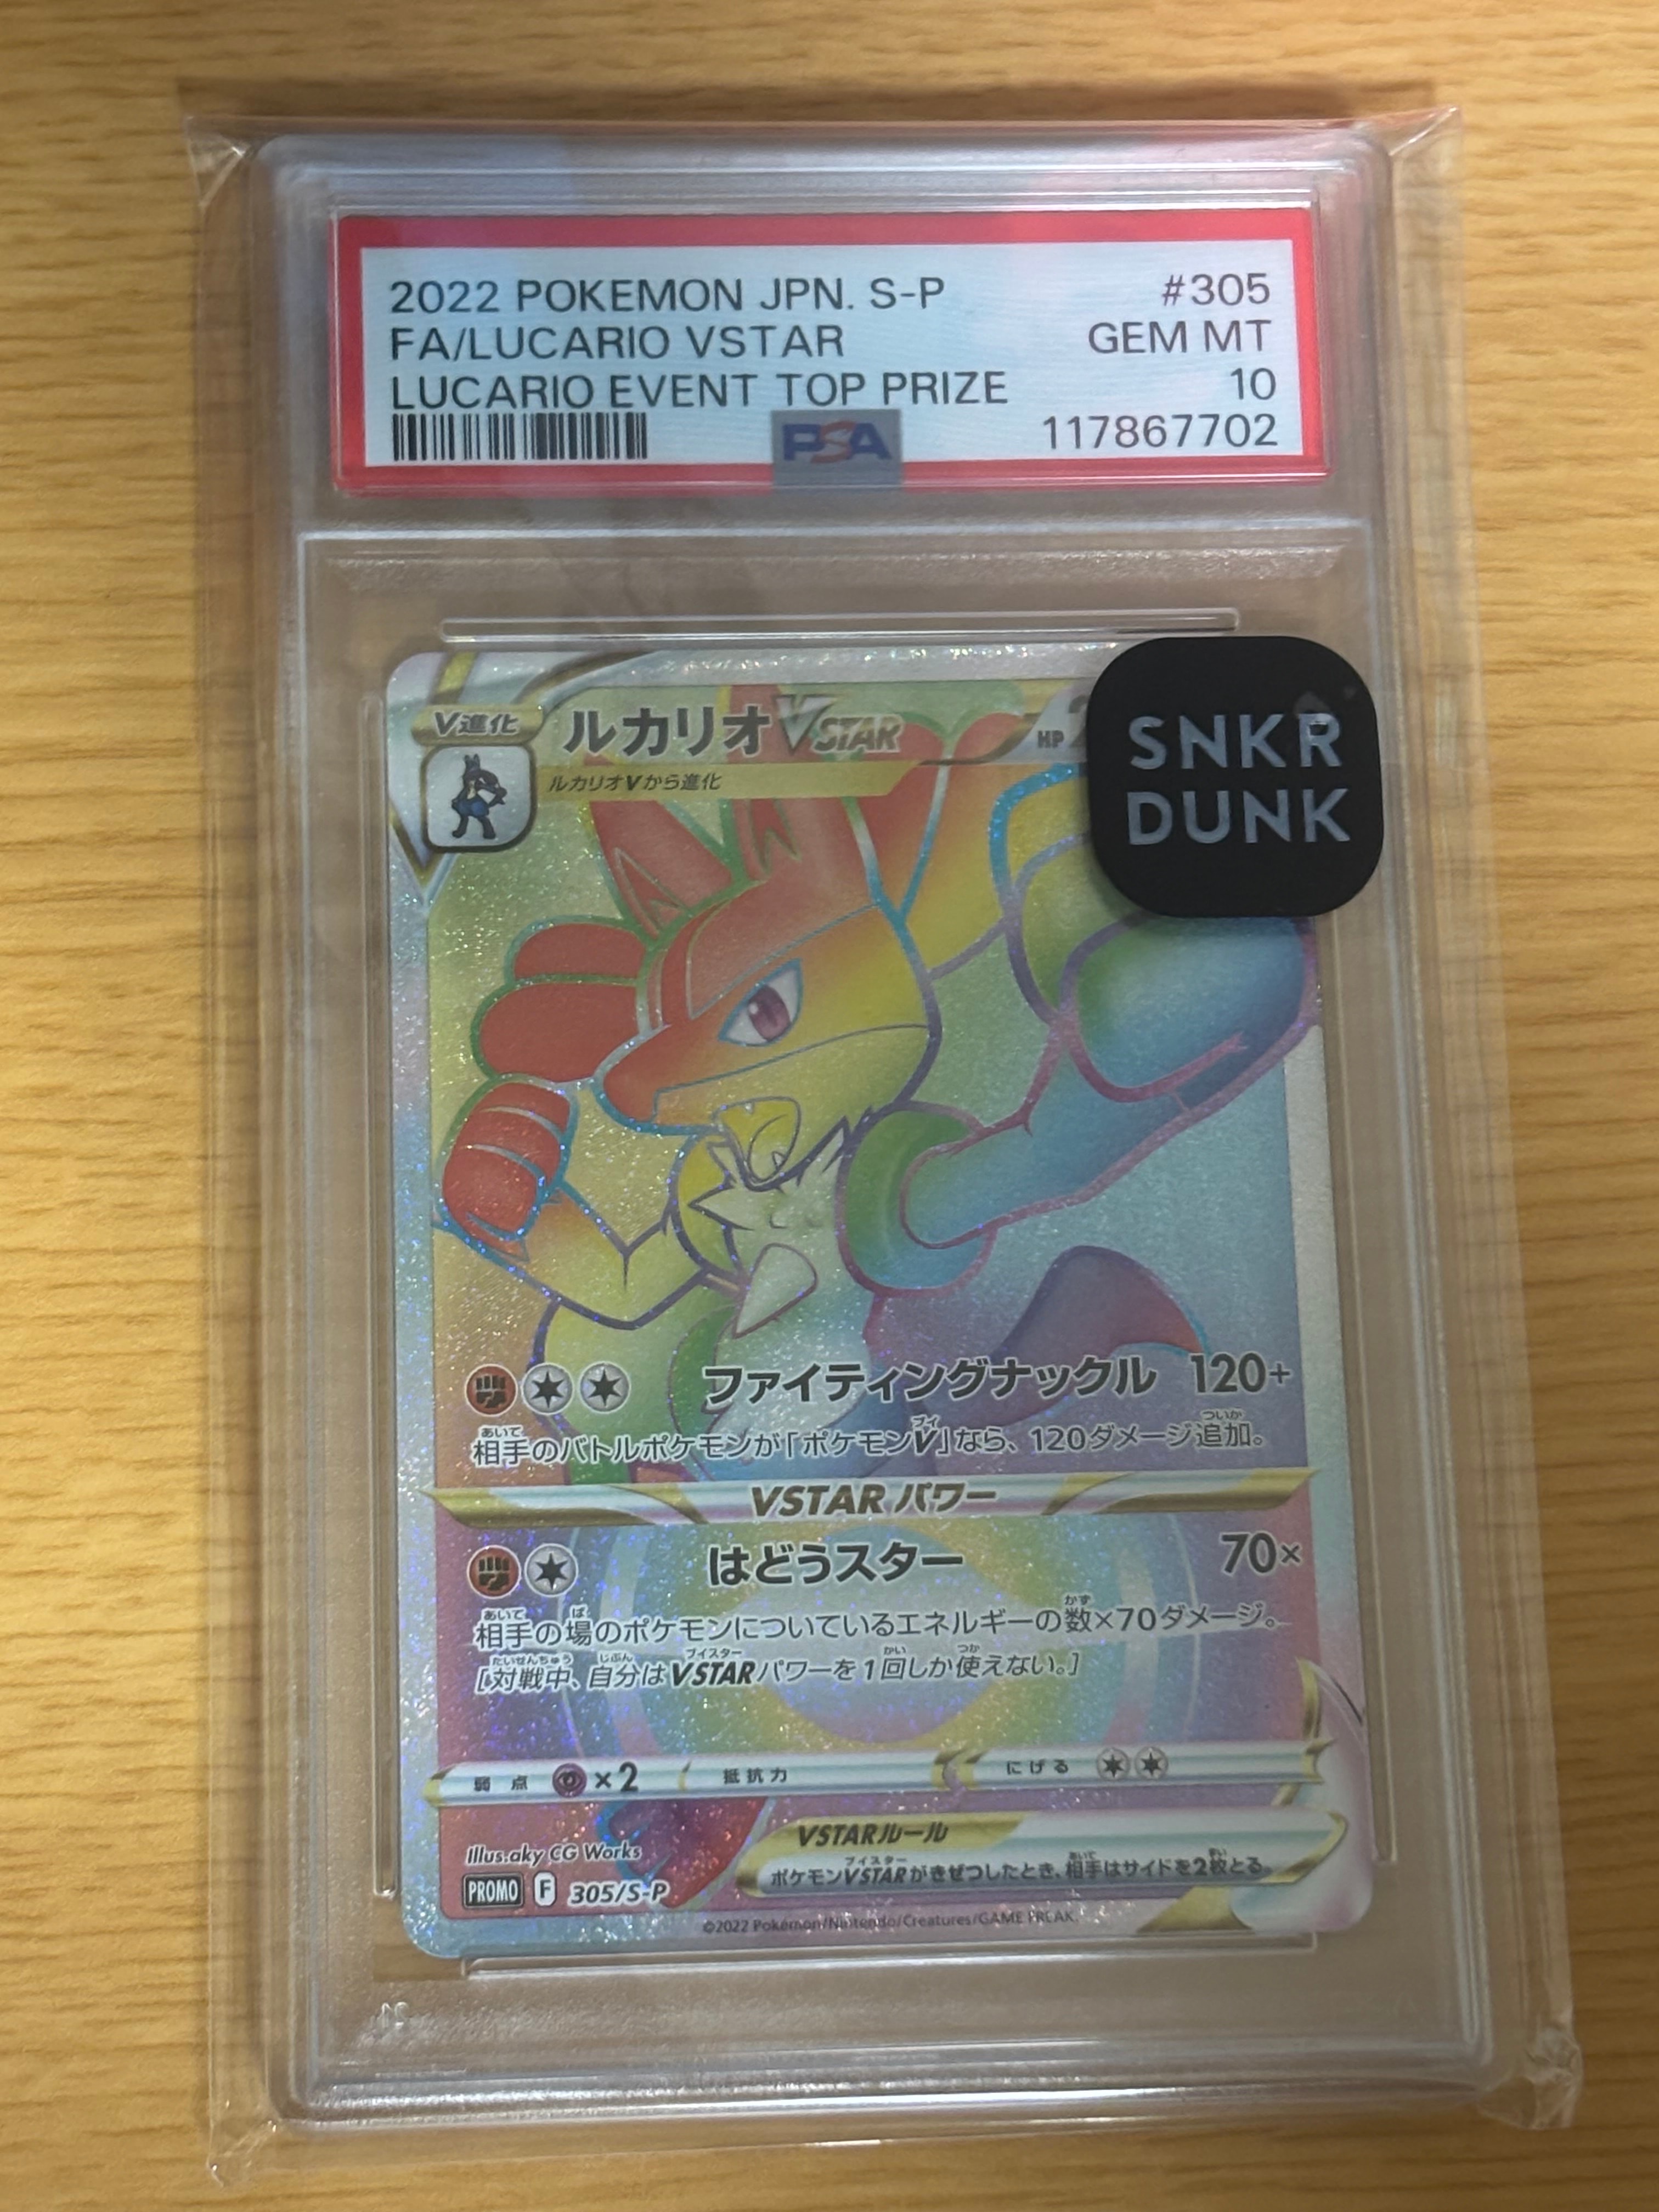 2022 POKEMON JPN. S-P #305
FA/LUCARIO VSTAR GEM MT
LUCARIO EVENT TOP PRIZE 10
PSA 117867702
SNKR
DUNK
V進化 ルカリオVSTAR HP 2
ルカリオVから進化
ファイティングナックル 120+
あいて ブイ ついか
相手のバトルポケモンが「ポケモンV」なら、120ダメージ追加。
VSTARパワー
はどうスター 70×
あいて ば かず
相手の場のポケモンについているエネルギーの数×70ダメージ。
たいせんちゅう じぶん ブイスター かい つか
[対戦中、自分はVSTARパワーを1回しか使えない。]
弱点 ×2 抵抗力 にげる
VSTARルール
Illus.aky CG Works
ブイスター あいて まい
ポケモンVSTARがきぜつしたとき、相手はサイドを2枚とる。
PROMO F 305/S-P
©2022 Pokémon/Nintendo/Creatures/GAME FREAK.